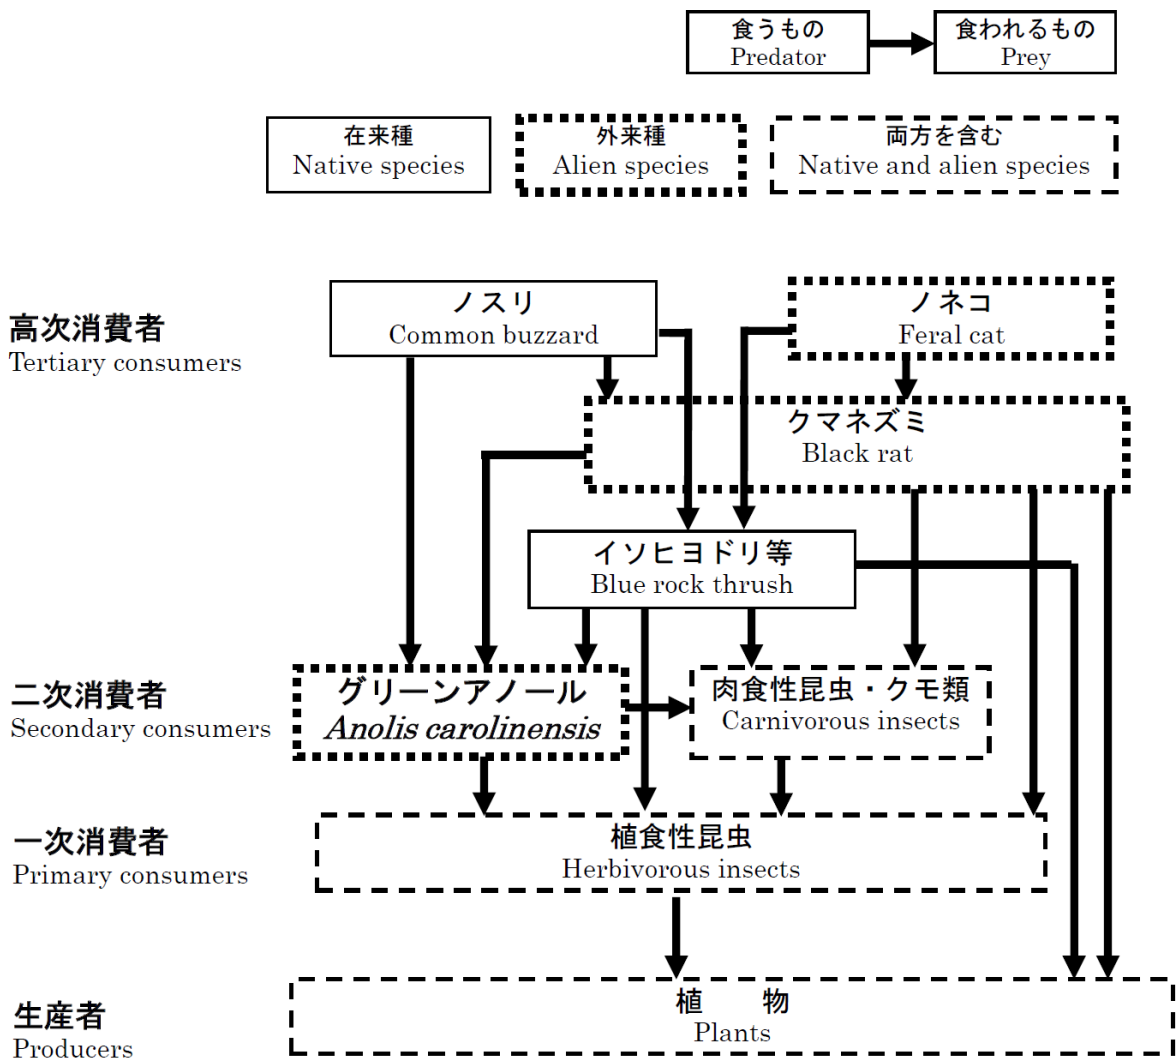 食うもの
Predator
食われるもの
Prey
在来種
Native species
外来種
Alien species
両方を含む
Native and alien species
高次消費者
Tertiary consumers
ノスリ
Common buzzard
ノネコ
Feral cat
クマネズミ
Black rat
イソヒヨドリ等
Blue rock thrush
二次消費者
Secondary consumers
グリーンアノール
Anolis carolinensis
肉食性昆虫・クモ類
Carnivorous insects
一次消費者
Primary consumers
植食性昆虫
Herbivorous insects
生産者
Producers
植 物
Plants